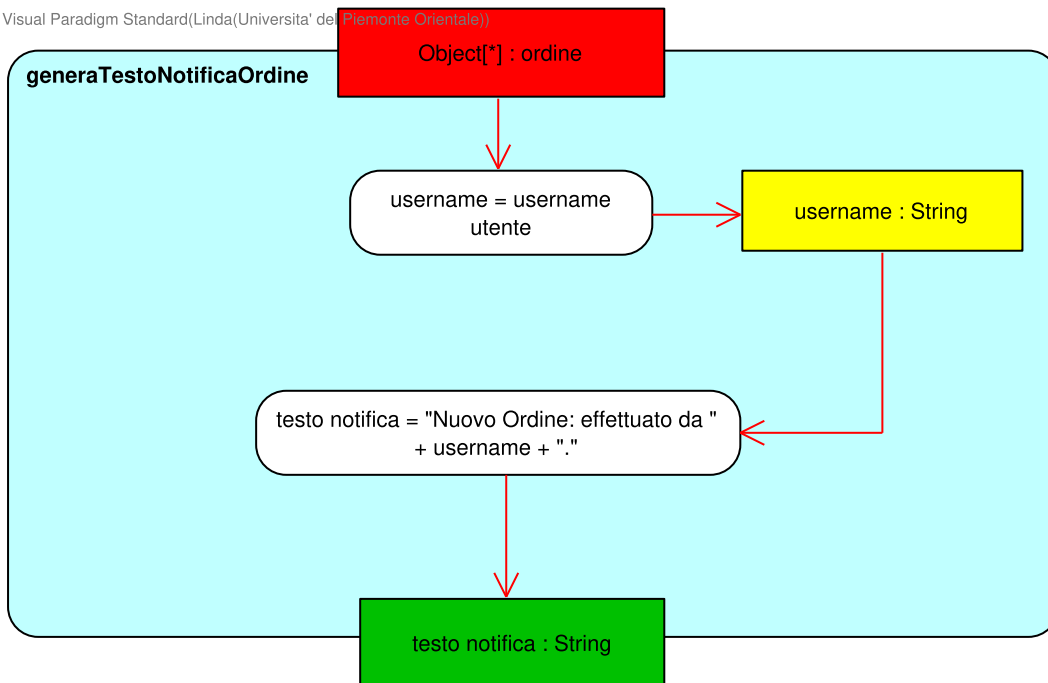 Visual Paradigm Standard(Linda(Universita' del Piemonte Orientale))
Object[*] : ordine
generaTestoNotificaOrdine
username = username
utente
username : String
testo notifica = "Nuovo Ordine: effettuato da "
+ username + "."
testo notifica : String